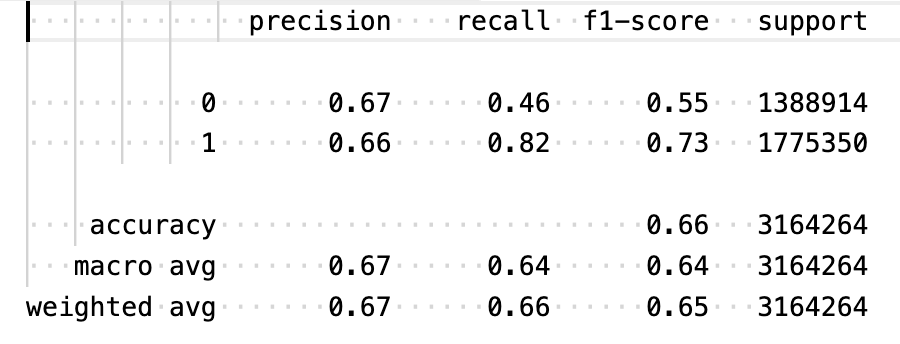 precision recall f1-score support
0 0.67 0.46 0.55 1388914
1 0.66 0.82 0.73 1775350
accuracy 0.66 3164264
macro avg 0.67 0.64 0.64 3164264
weighted avg 0.67 0.66 0.65 3164264